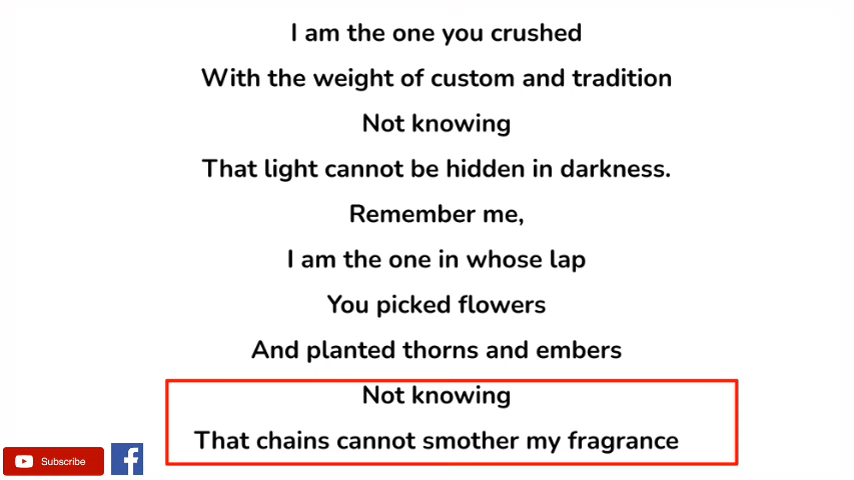 I am the one you crushed
With the weight of custom and tradition
Not knowing
That light cannot be hidden in darkness.
Remember me,
I am the one in whose lap
You picked flowers
And planted thorns and embers
Not knowing
That chains cannot smother my fragrance
Subscribe